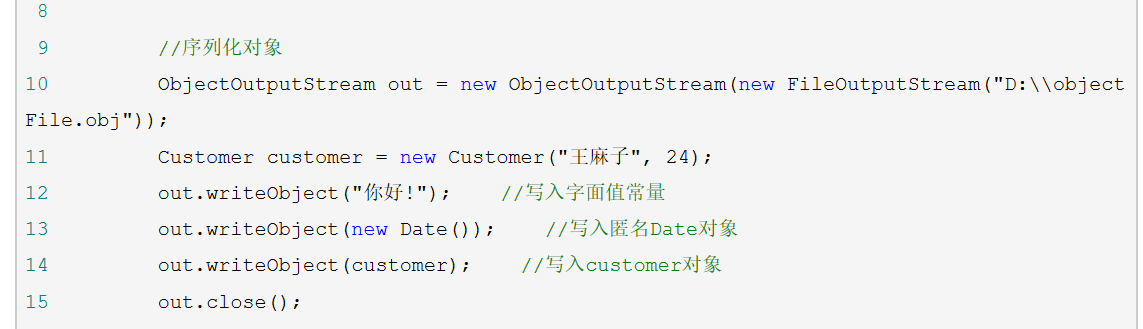 8
9 //序列化对象
10 ObjectOutputStream out = new ObjectOutputStream(new FileOutputStream("D:\\object
File.obj"));
11 Customer customer = new Customer("王麻子", 24);
12 out.writeObject("你好!"); //写入字面值常量
13 out.writeObject(new Date()); //写入匿名Date对象
14 out.writeObject(customer); //写入customer对象
15 out.close();